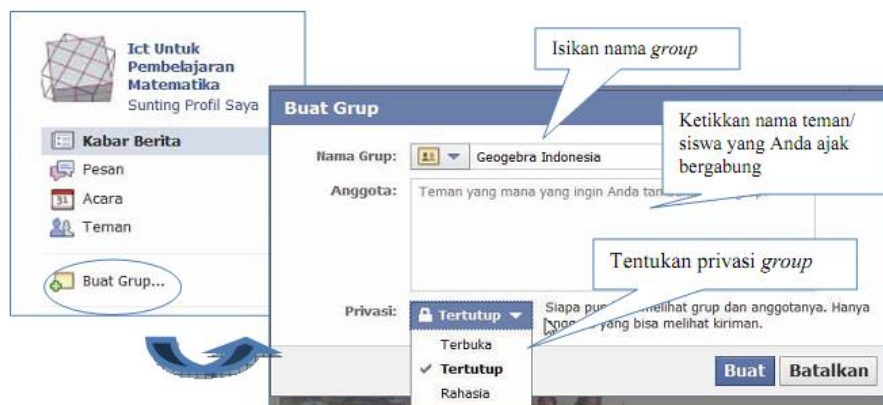 Ict Untuk
Pembelajaran
Matematika
Sunting Profil Saya
Kabar Berita
Pesan
31 Acara
Teman
Buat Grup...
Isikan nama group
Buat Grup
Ketikkan nama teman/
siswa yang Anda ajak
bergabung
Nama Grup: Geogebra Indonesia
Anggota: Teman yang mana yang ingin Anda
Tentukan privasi group
Privasi: Tertutup
Siapa melihat grup dan anggotanya. Hanya
yang bisa melihat kiriman.
Terbuka
Tertutup
Rahasia
Buat Batalkan